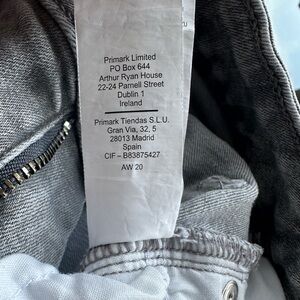 Primark Limited
PO Box 644
Arthur Ryan House
22-24 Parnell Street
Dublin 1
Ireland
Primark Tiendas S.L.U.
Gran Via, 32, 5
28013 Madrid
Spain
CIF – B83875427
AW 20